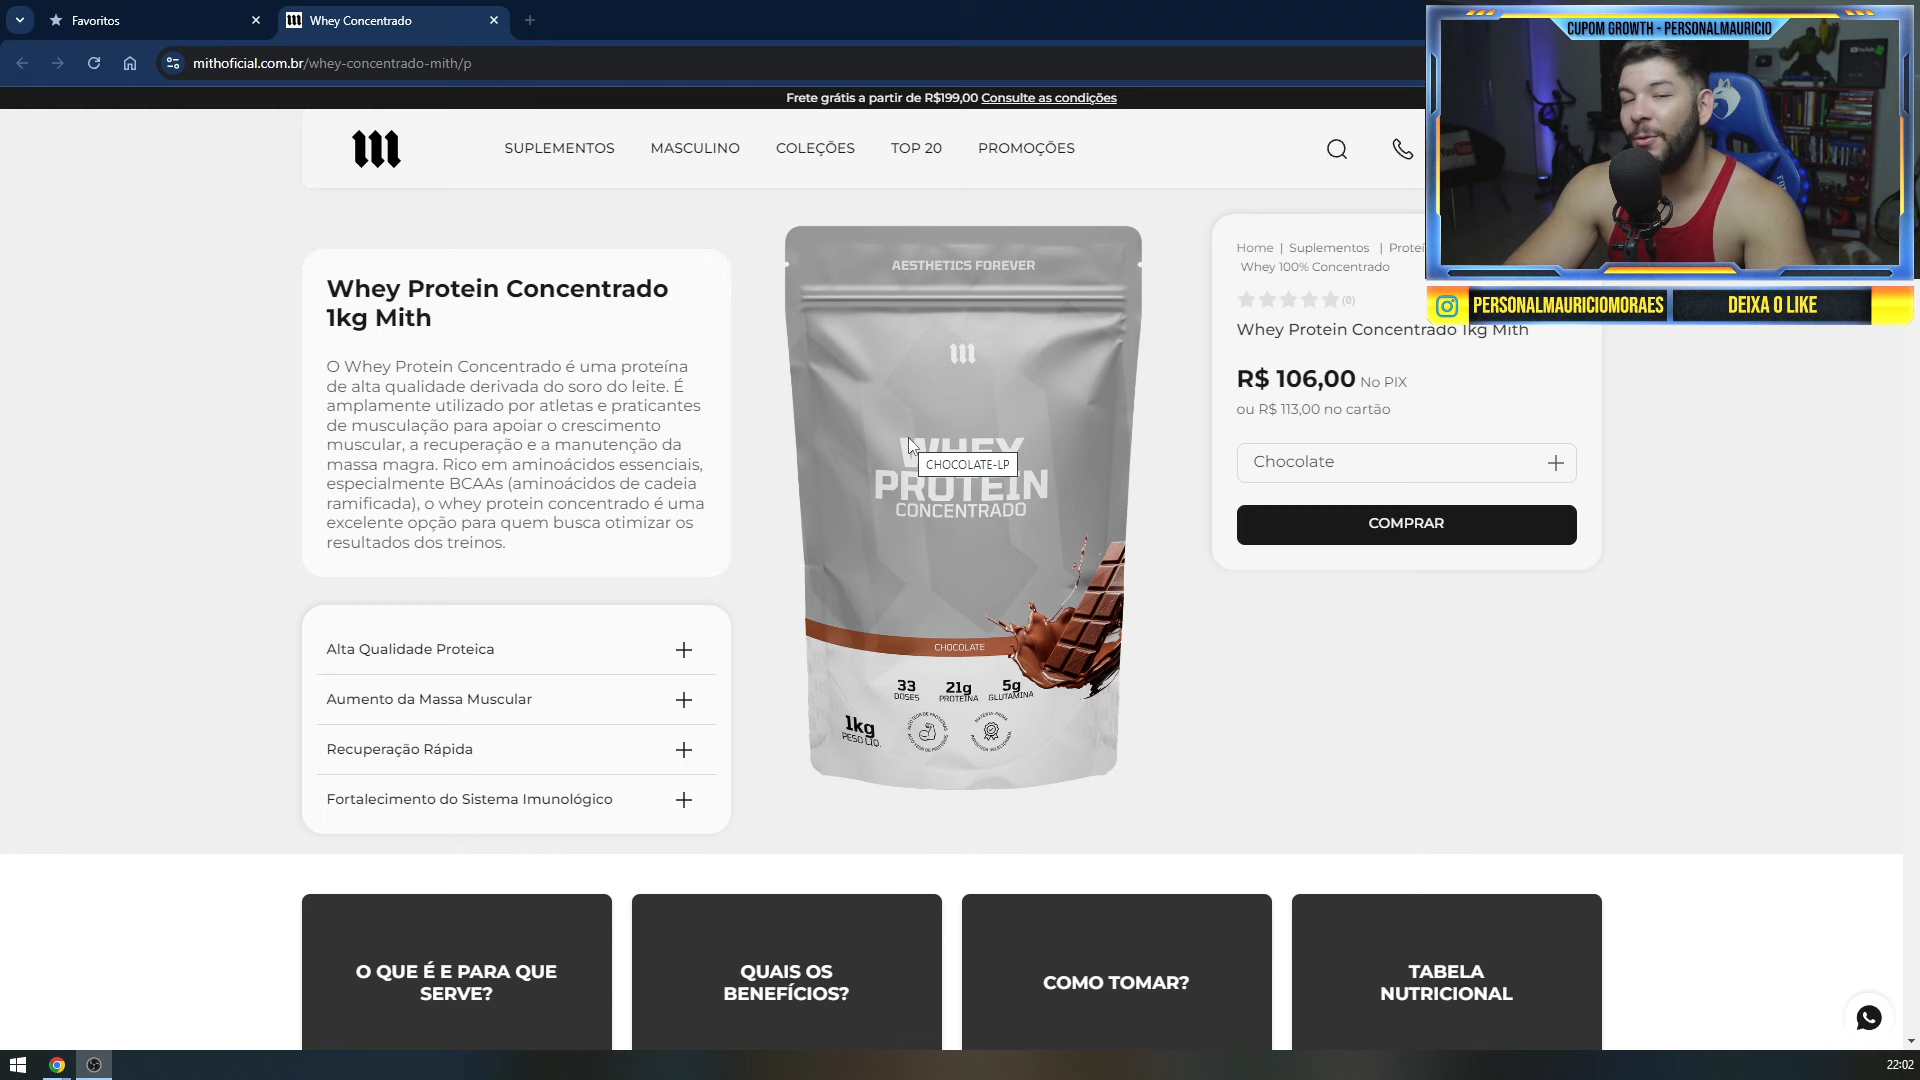 Favoritos
Whey Concentrado
mithoficial.com.br/whey-concentrado-mith/p
Frete grátis a partir de R$199,00 Consulte as condições
SUPLEMENTOS
MASCULINO
COLEÇÕES
TOP 20
PROMOÇÕES
CUPOM GROWTH - PERSONALMAURICIO
PERSONALMAURICIOMORAES
DEIXA O LIKE
Whey Protein Concentrado
1kg Mith
O Whey Protein Concentrado é uma proteína
de alta qualidade derivada do soro do leite. É
amplamente utilizado por atletas e praticantes
de musculação para apoiar o crescimento
muscular, a recuperação e a manutenção da
massa magra. Rico em aminoácidos essenciais,
especialmente BCAAs (aminoácidos de cadeia
ramificada), o whey protein concentrado é uma
excelente opção para quem busca otimizar os
resultados dos treinos.
Alta Qualidade Proteica
Aumento da Massa Muscular
Recuperação Rápida
Fortalecimento do Sistema Imunológico
AESTHETICS FOREVER
WHEY
CHOCOLATE-LP
PROTEIN
CONCENTRADO
CHOCOLATE
33
DOSES
21g
PROTEÍNA
5g
GLUTAMINA
1kg
PESO LÍQ.
Home | Suplementos | Proteí
Whey 100% Concentrado
(0)
Whey Protein Concentrado 1kg Mith
R$ 106,00 No PIX
ou R$ 113,00 no cartão
Chocolate
COMPRAR
O QUE É E PARA QUE
SERVE?
QUAIS OS
BENEFÍCIOS?
COMO TOMAR?
TABELA
NUTRICIONAL
22:02